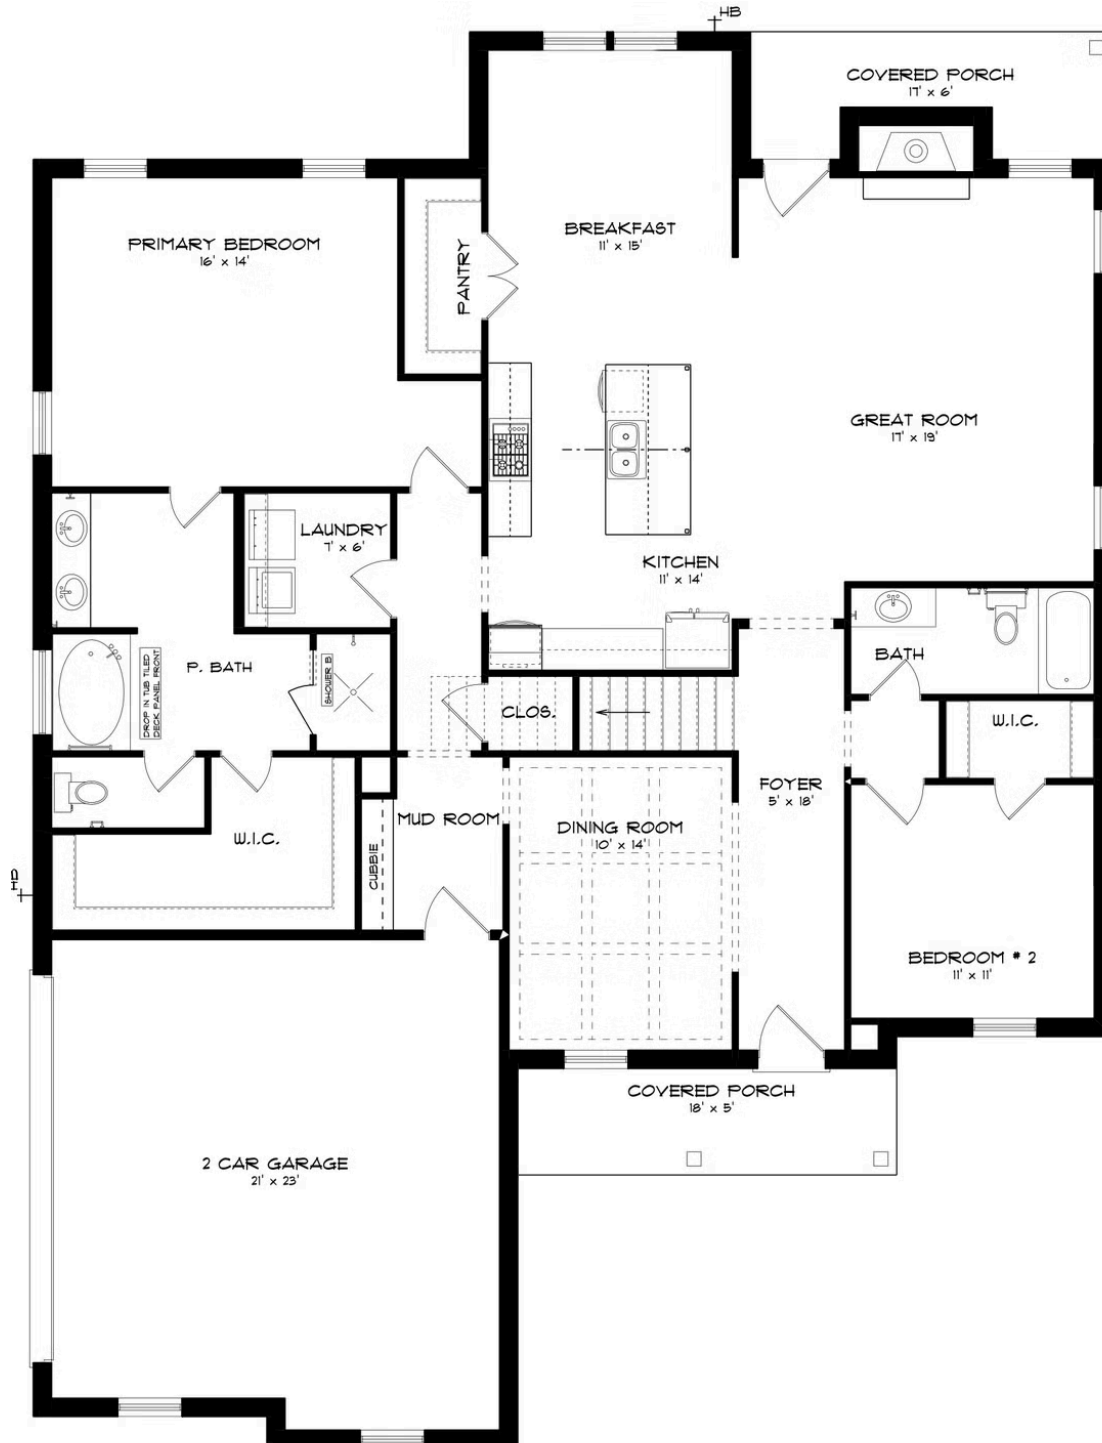 HB
COVERED PORCH
17' x 6'
BREAKFAST
11' x 15'
PRIMARY BEDROOM
16' x 14'
PANTRY
GREAT ROOM
17' x 19'
LAUNDRY
7' x 6'
KITCHEN
11' x 14'
BATH
P. BATH
DROP IN TUB TILED
DECK PANEL FRONT
SHOWER B
CLOS.
W.I.C.
FOYER
5' x 18'
MUD ROOM
DINING ROOM
10' x 14'
W.I.C.
CUBBIE
HB
BEDROOM # 2
11' x 11'
COVERED PORCH
18' x 5'
2 CAR GARAGE
21' x 23'